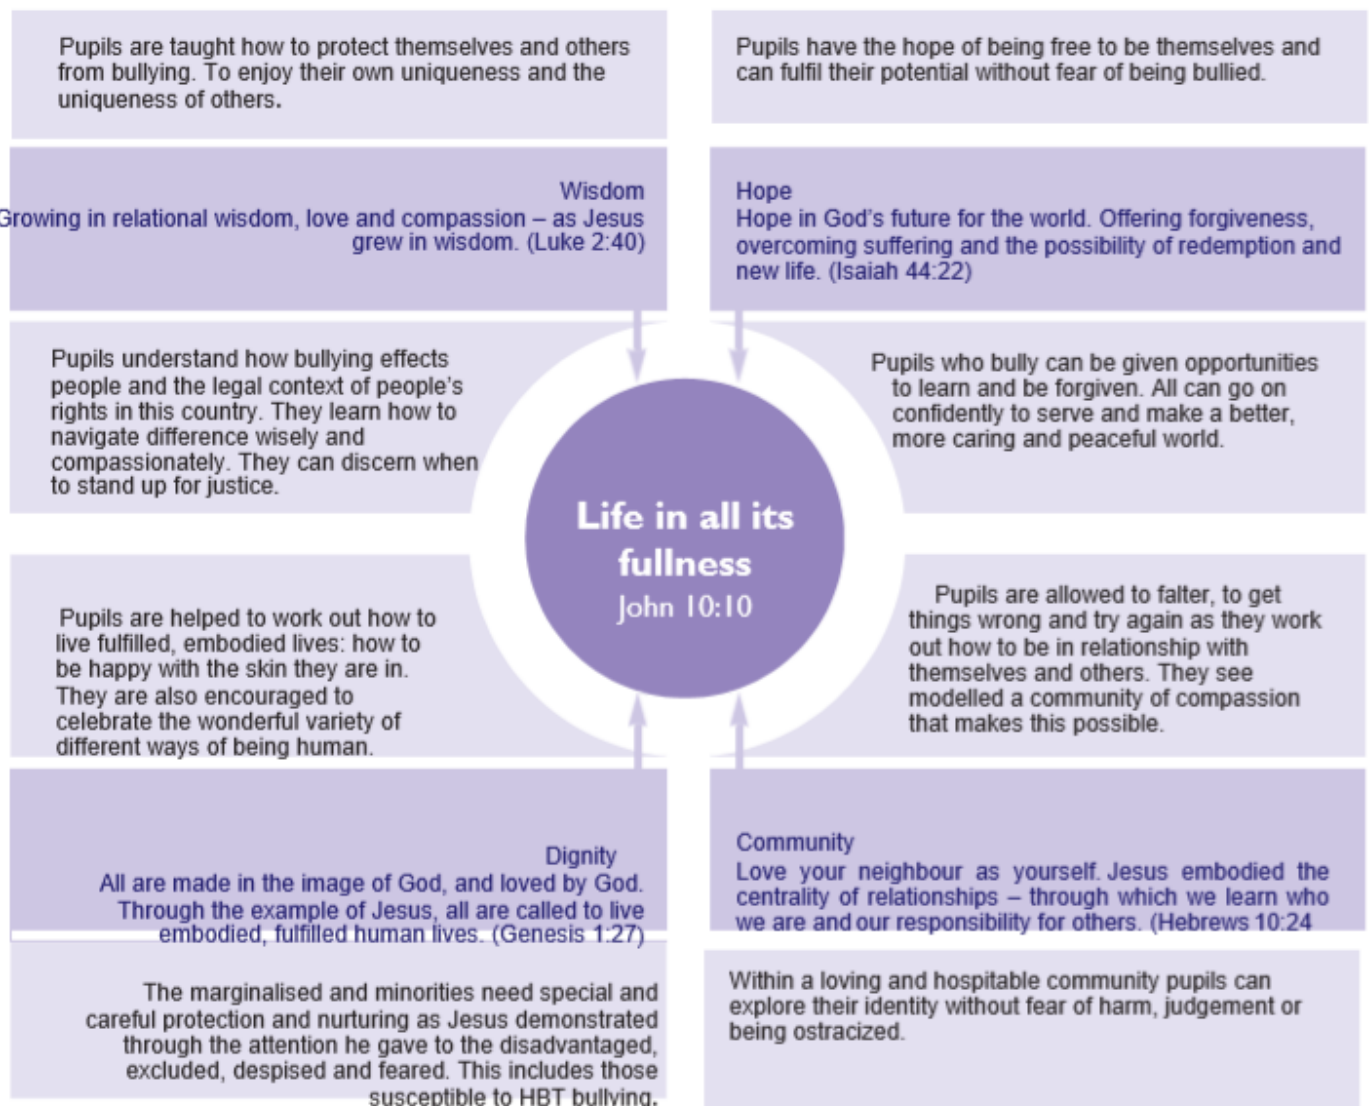 Pupils are taught how to protect themselves and others
from bullying. To enjoy their own uniqueness and the
uniqueness of others.
Pupils have the hope of being free to be themselves and
can fulfil their potential without fear of being bullied.
Wisdom
Growing in relational wisdom, love and compassion – as Jesus
grew in wisdom. (Luke 2:40)
Hope
Hope in God's future for the world. Offering forgiveness,
overcoming suffering and the possibility of redemption and
new life. (Isaiah 44:22)
Pupils understand how bullying effects
people and the legal context of people's
rights in this country. They learn how to
navigate difference wisely and
compassionately. They can discern when
to stand up for justice.
Pupils who bully can be given opportunities
to learn and be forgiven. All can go on
confidently to serve and make a better,
more caring and peaceful world.
Life in all its
fullness
John 10:10
Pupils are helped to work out how to
live fulfilled, embodied lives: how to
be happy with the skin they are in.
They are also encouraged to
celebrate the wonderful variety of
different ways of being human.
Pupils are allowed to falter, to get
things wrong and try again as they work
out how to be in relationship with
themselves and others. They see
modelled a community of compassion
that makes this possible.
Dignity
All are made in the image of God, and loved by God.
Through the example of Jesus, all are called to live
embodied, fulfilled human lives. (Genesis 1:27)
Community
Love your neighbour as yourself. Jesus embodied the
centrality of relationships – through which we learn who
we are and our responsibility for others. (Hebrews 10:24
The marginalised and minorities need special and
careful protection and nurturing as Jesus demonstrated
through the attention he gave to the disadvantaged,
excluded, despised and feared. This includes those
susceptible to HBT bullying.
Within a loving and hospitable community pupils can
explore their identity without fear of harm, judgement or
being ostracized.